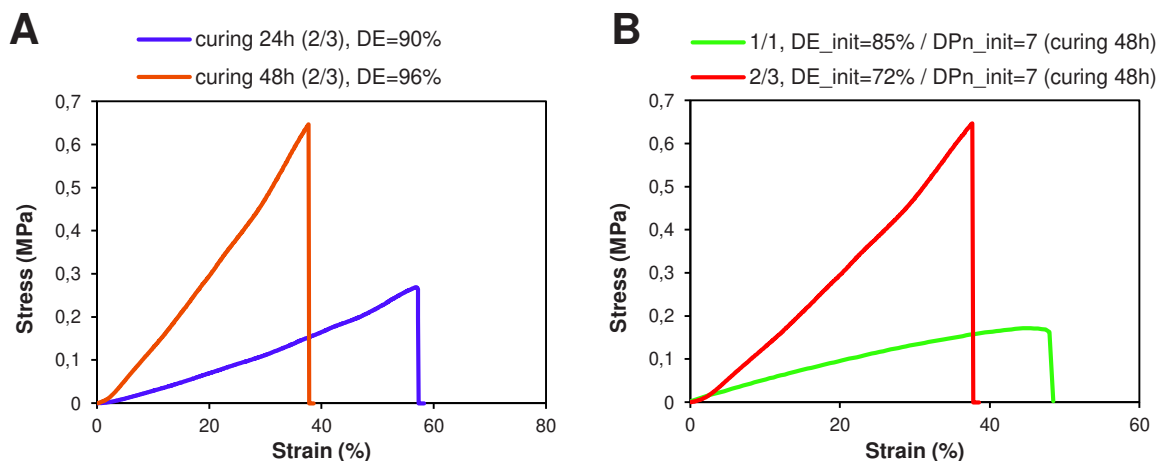 A
curing 24h (2/3), DE=90%
curing 48h (2/3), DE=96%
0,7
0,6
0,5
0,4
0,3
0,2
0,1
0
Stress (MPa)
0 20 40 60 80
Strain (%)
B
1/1, DE_init=85% / DPn_init=7 (curing 48h)
2/3, DE_init=72% / DPn_init=7 (curing 48h)
0,7
0,6
0,5
0,4
0,3
0,2
0,1
0
Stress (MPa)
0 20 40 60
Strain (%)